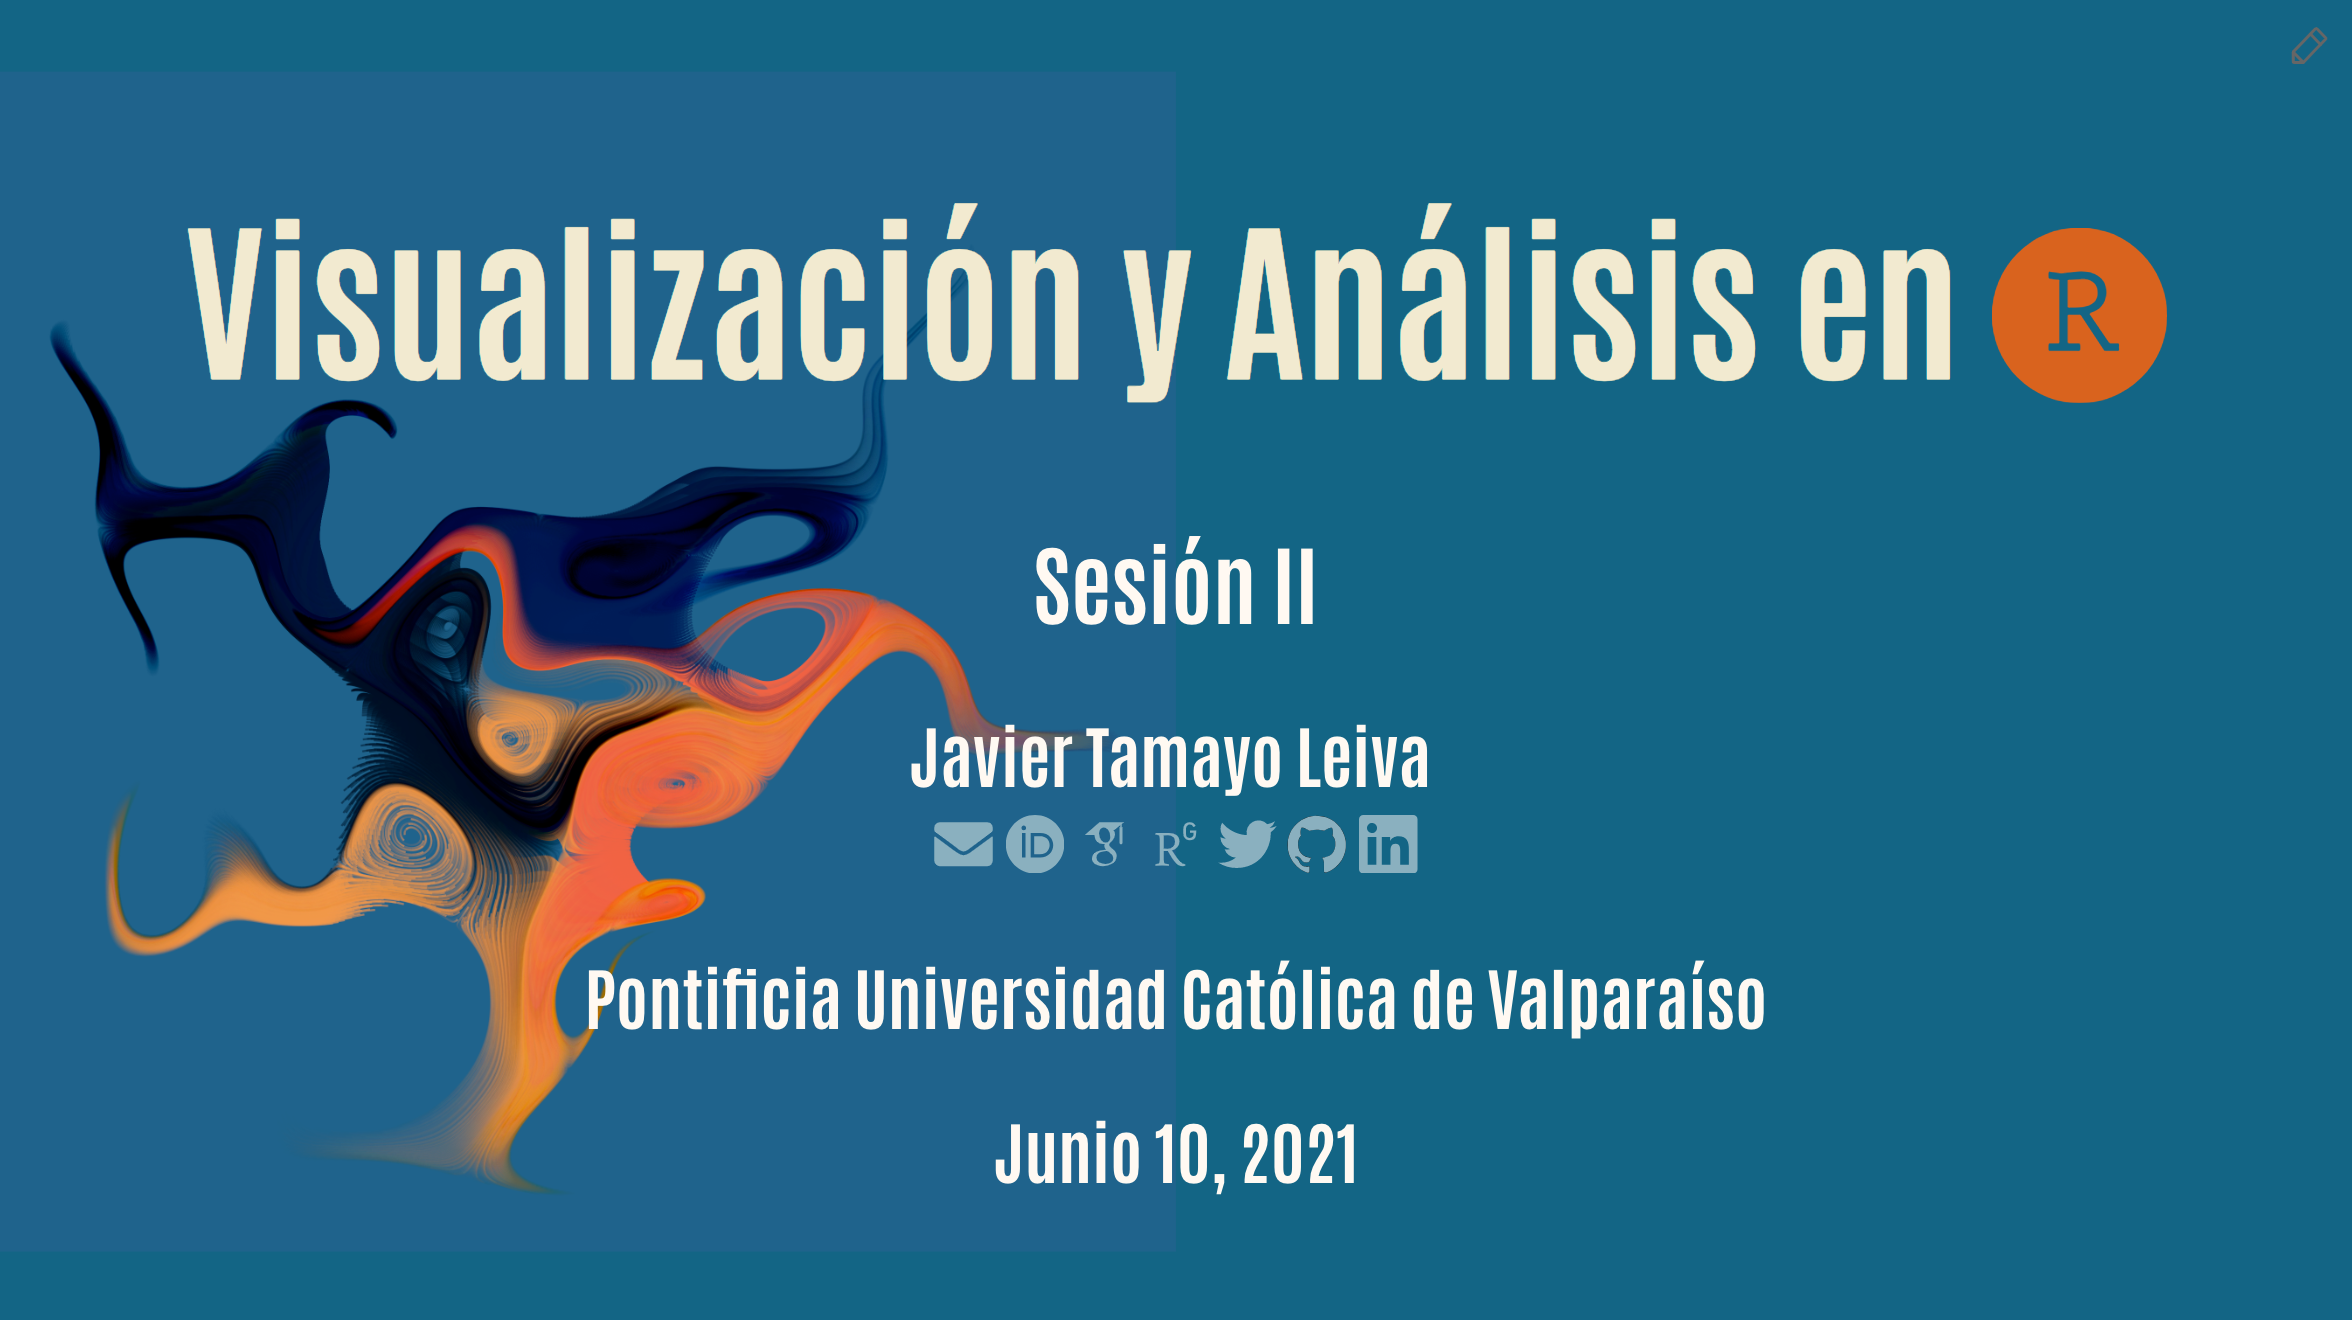 Visualización y Análisis en R
Sesión II
Javier Tamayo Leiva
Pontificia Universidad Católica de Valparaíso
Junio 10, 2021